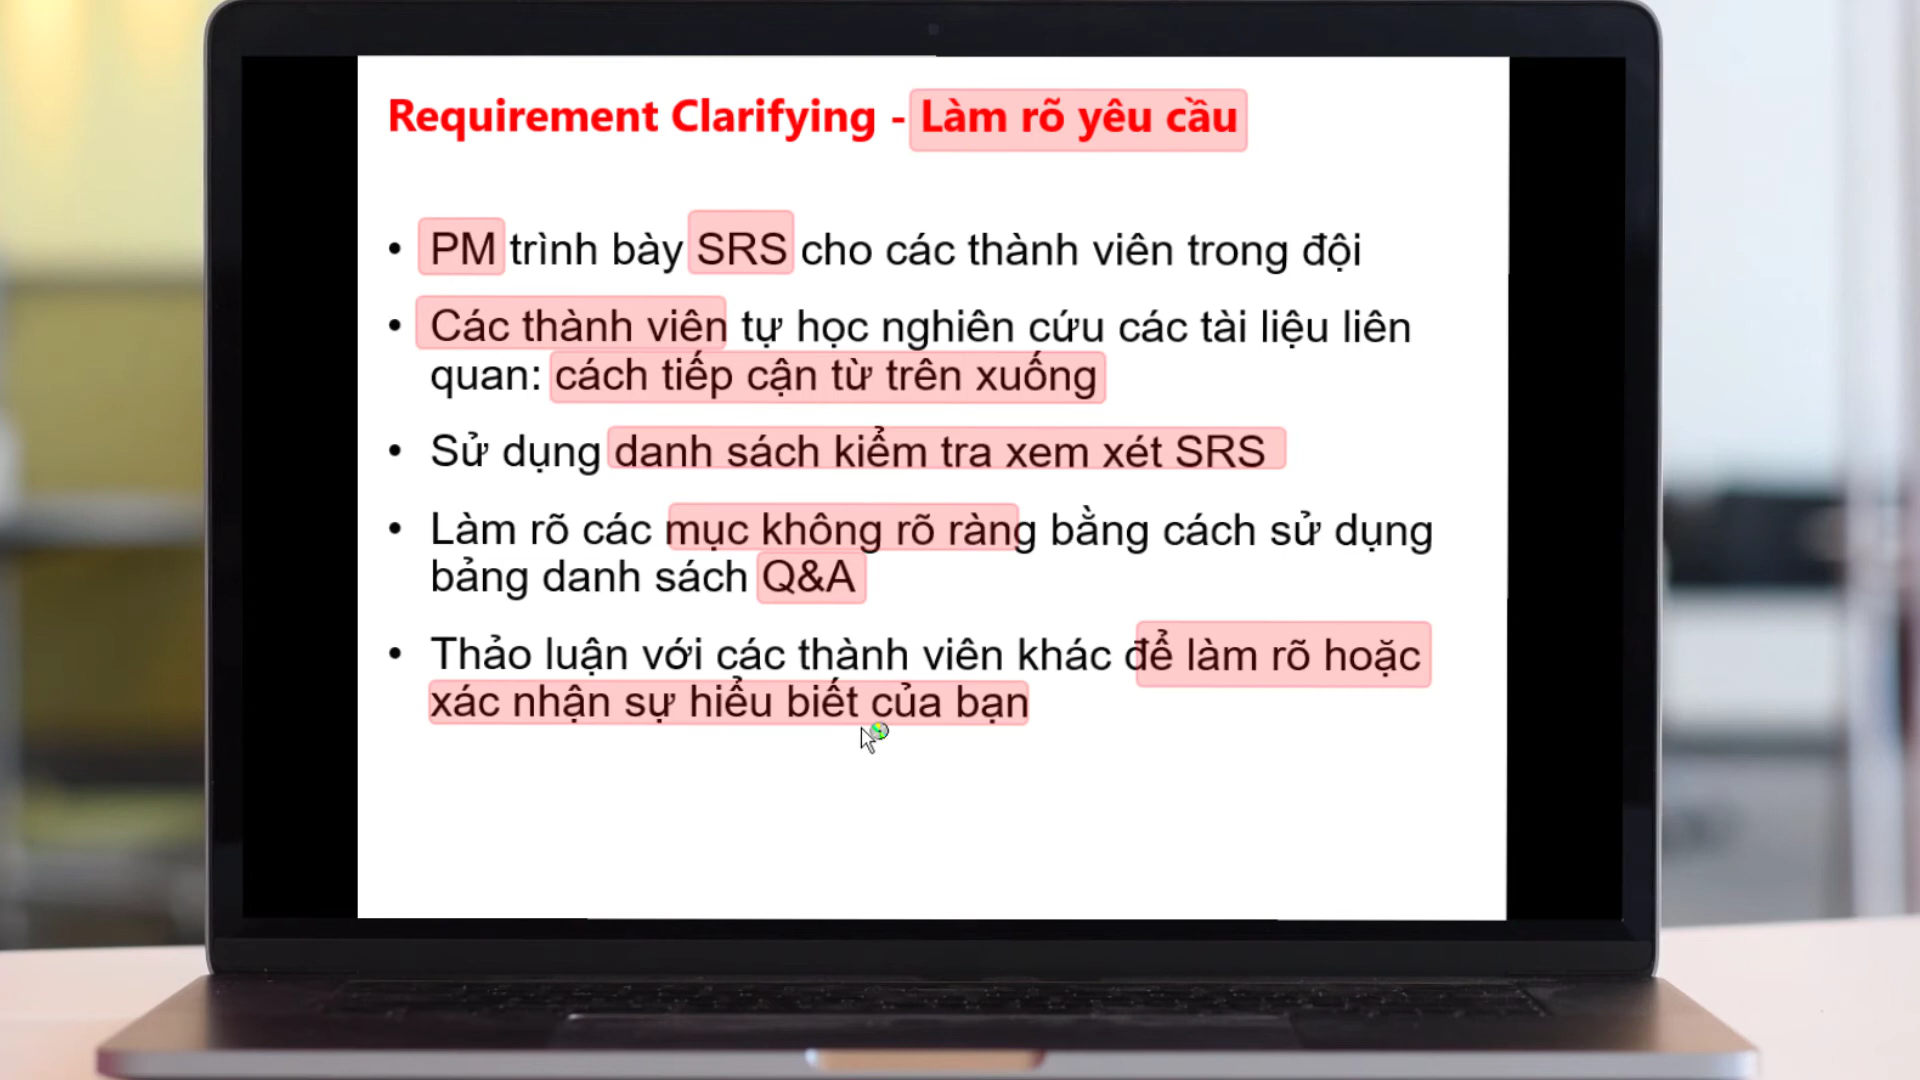 Requirement Clarifying - Làm rõ yêu cầu
• PM trình bày SRS cho các thành viên trong đội
• Các thành viên tự học nghiên cứu các tài liệu liên
quan: cách tiếp cận từ trên xuống
• Sử dụng danh sách kiểm tra xem xét SRS
• Làm rõ các mục không rõ ràng bằng cách sử dụng
bảng danh sách Q&A
• Thảo luận với các thành viên khác để làm rõ hoặc
xác nhận sự hiểu biết của bạn